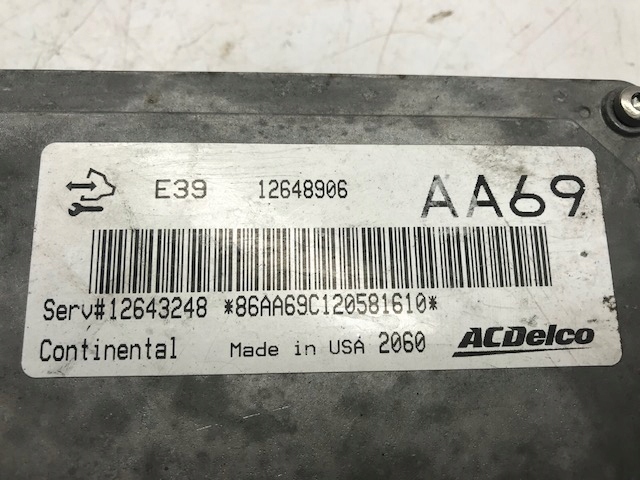 E39 12648906 AA69
Serv#12643248 *86AA69C120581610*
Continental Made in USA 2060 ACDelco